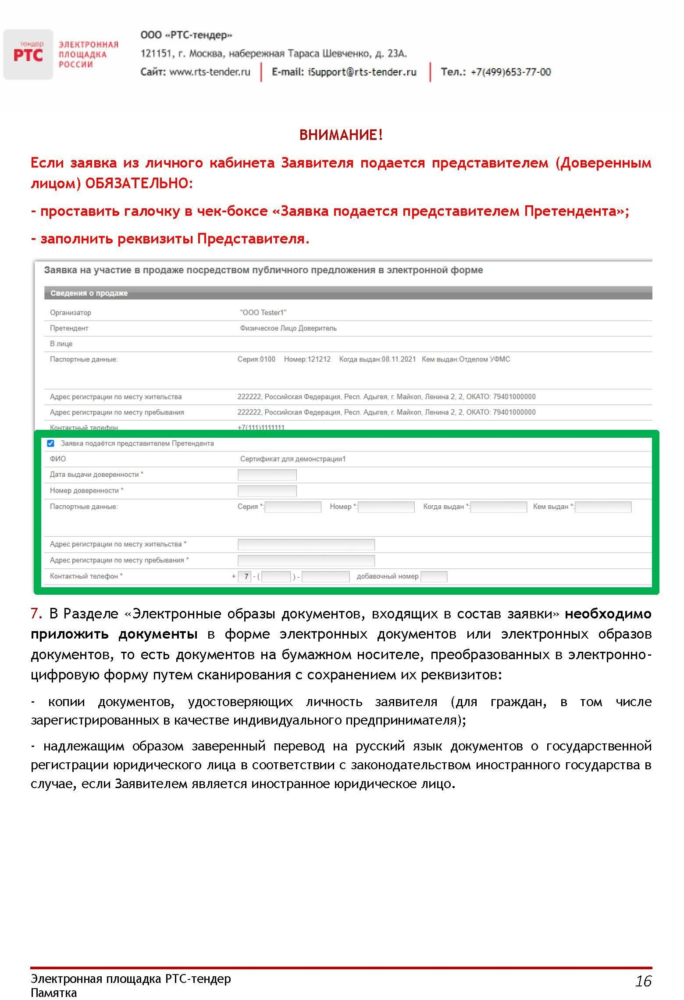 тендер
РТС
ЭЛЕКТРОННАЯ
ПЛОЩАДКА
РОССИИ
ООО «РТС-тендер»
121151, г. Москва, набережная Тараса Шевченко, д. 23А.
Сайт: www.rts-tender.ru E-mail: iSupport@rts-tender.ru Тел.: +7(499)653-77-00
ВНИМАНИЕ!
Если заявка из личного кабинета Заявителя подается представителем (Доверенным
лицом) ОБЯЗАТЕЛЬНО:
- проставить галочку в чек-боксе «Заявка подается представителем Претендента»;
- заполнить реквизиты Представителя.
Заявка на участие в продаже посредством публичного предложения в электронной форме
Сведения о продаже
Организатор "ООО Tester1"
Претендент Физическое Лицо Доверитель
В лице
Паспортные данные: Серия:0100 Номер:121212 Когда выдан:08.11.2021 Кем выдан:Отделом УФМС
Адрес регистрации по месту жительства 222222, Российская Федерация, Респ. Адыгея, г. Майкоп, Ленина 2, 2, ОКАТО: 79401000000
Адрес регистрации по месту пребывания 222222, Российская Федерация, Респ. Адыгея, г. Майкоп, Ленина 2, 2, ОКАТО: 79401000000
Контактный телефон +7(111)1111111
Заявка подаётся представителем Претендента
ФИО Сертификат для демонстрации1
Дата выдачи доверенности *
Номер доверенности *
Паспортные данные: Серия *: Номер *: Когда выдан *: Кем выдан *:
Адрес регистрации по месту жительства *
Адрес регистрации по месту пребывания *
Контактный телефон * + 7 - ( ) - добавочный номер
7. В Разделе «Электронные образы документов, входящих в состав заявки» необходимо
приложить документы в форме электронных документов или электронных образов
документов, то есть документов на бумажном носителе, преобразованных в электронно-
цифровую форму путем сканирования с сохранением их реквизитов:
- копии документов, удостоверяющих личность заявителя (для граждан, в том числе
зарегистрированных в качестве индивидуального предпринимателя);
- надлежащим образом заверенный перевод на русский язык документов о государственной
регистрации юридического лица в соответствии с законодательством иностранного государства в
случае, если Заявителем является иностранное юридическое лицо.
Электронная площадка РТС-тендер
16
Памятка